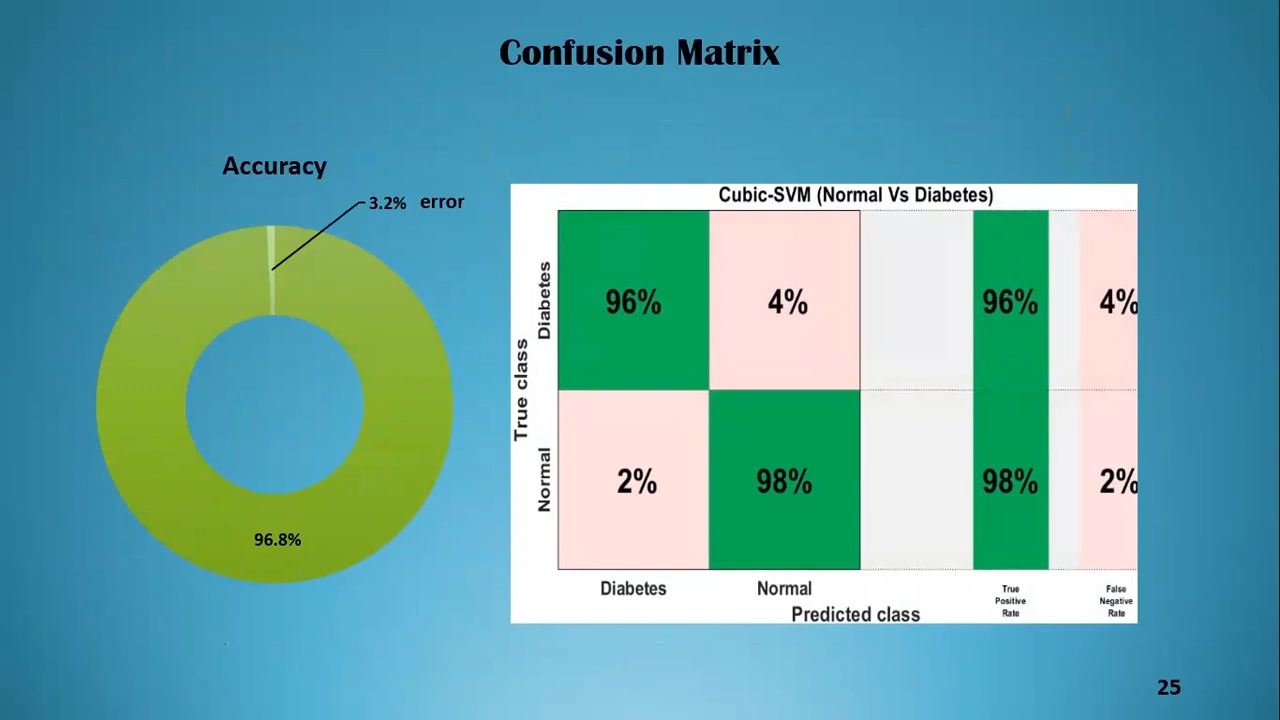 Confusion Matrix
Accuracy
3.2% error
96.8%
Cubic-SVM (Normal Vs Diabetes)
True class
Diabetes
96% 4% 96% 4%
Normal
2% 98% 98% 2%
Diabetes Normal
True
Positive
Rate
False
Negative
Rate
Predicted class
25